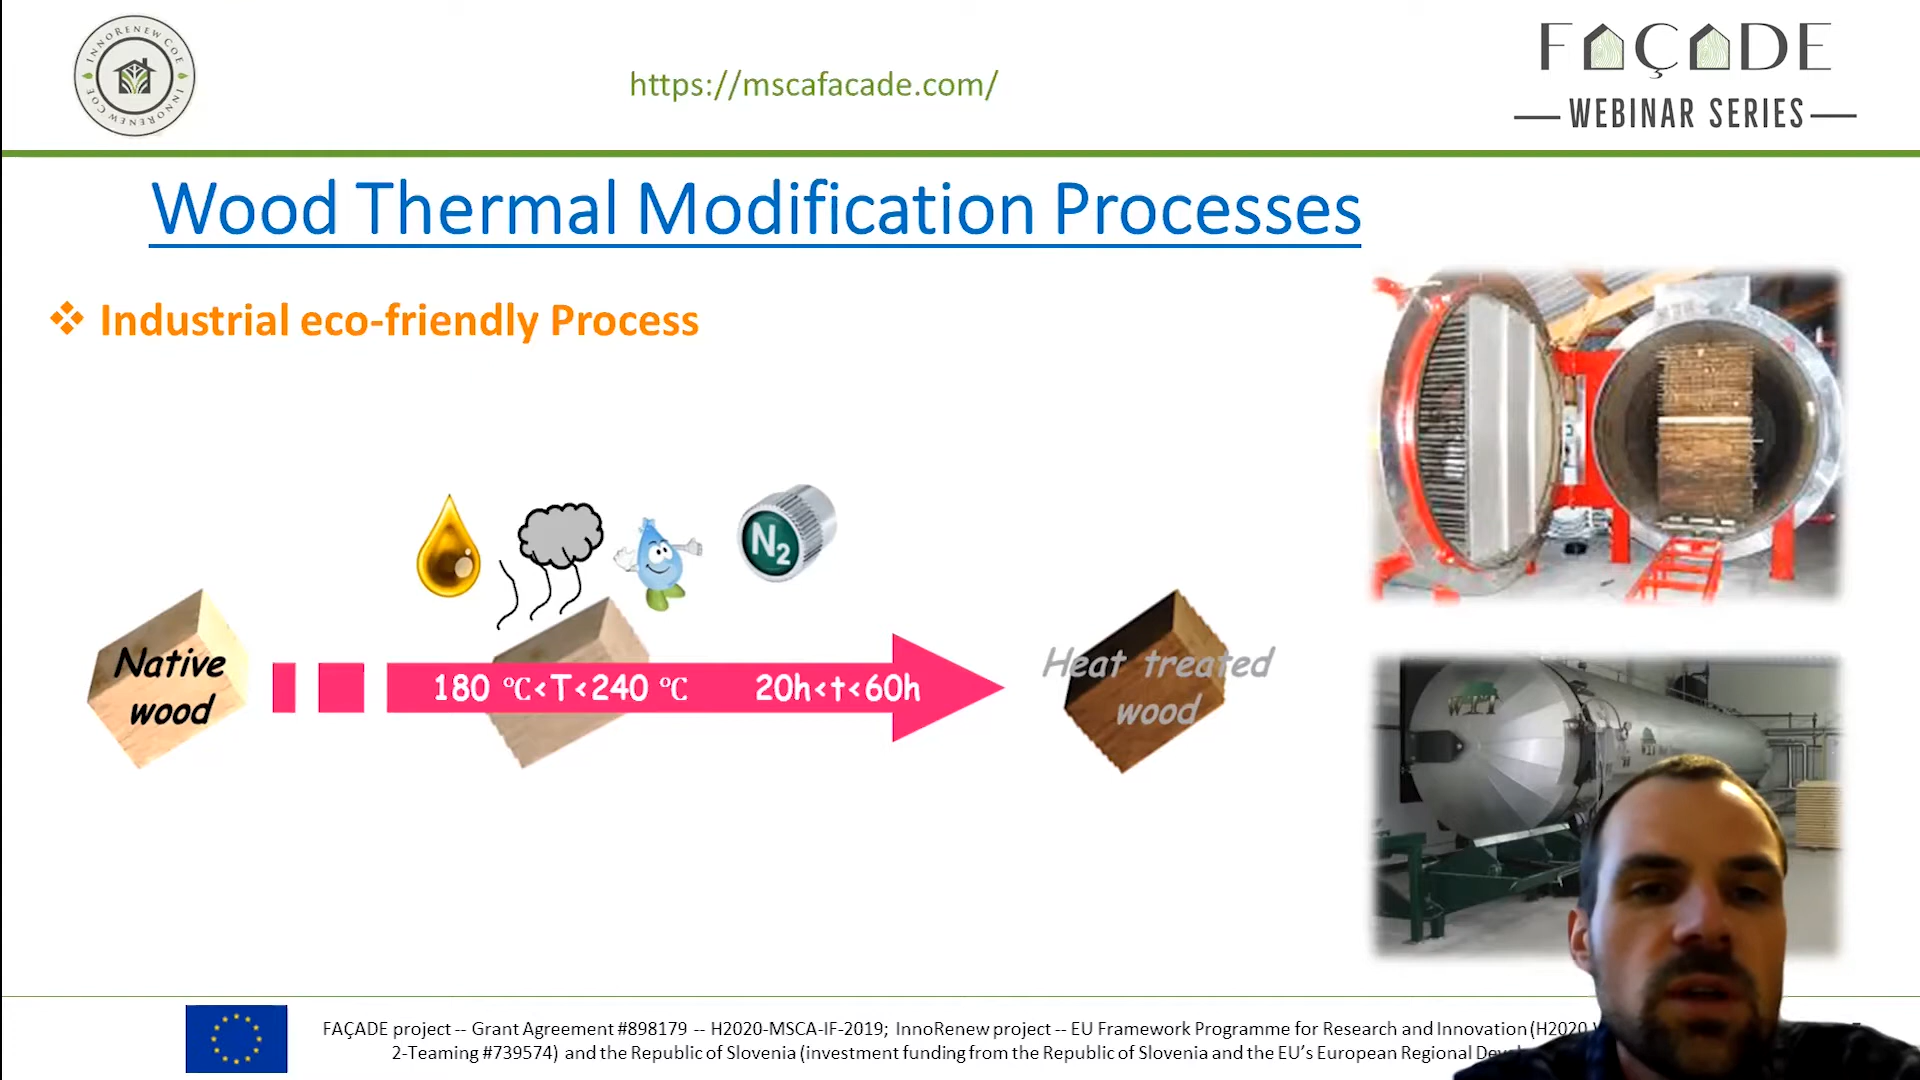 INNORENEW COE INNORENEW COE
https://mscafacade.com/
FAÇADE
WEBINAR SERIES
Wood Thermal Modification Processes
Industrial eco-friendly Process
N2
Native
wood
180 °C<T<240 °C 20h<t<60h
Heat treated
wood
WTT
FAÇADE project -- Grant Agreement #898179 -- H2020-MSCA-IF-2019; InnoRenew project -- EU Framework Programme for Research and Innovation (H2020
2-Teaming #739574) and the Republic of Slovenia (investment funding from the Republic of Slovenia and the EU's European Regional